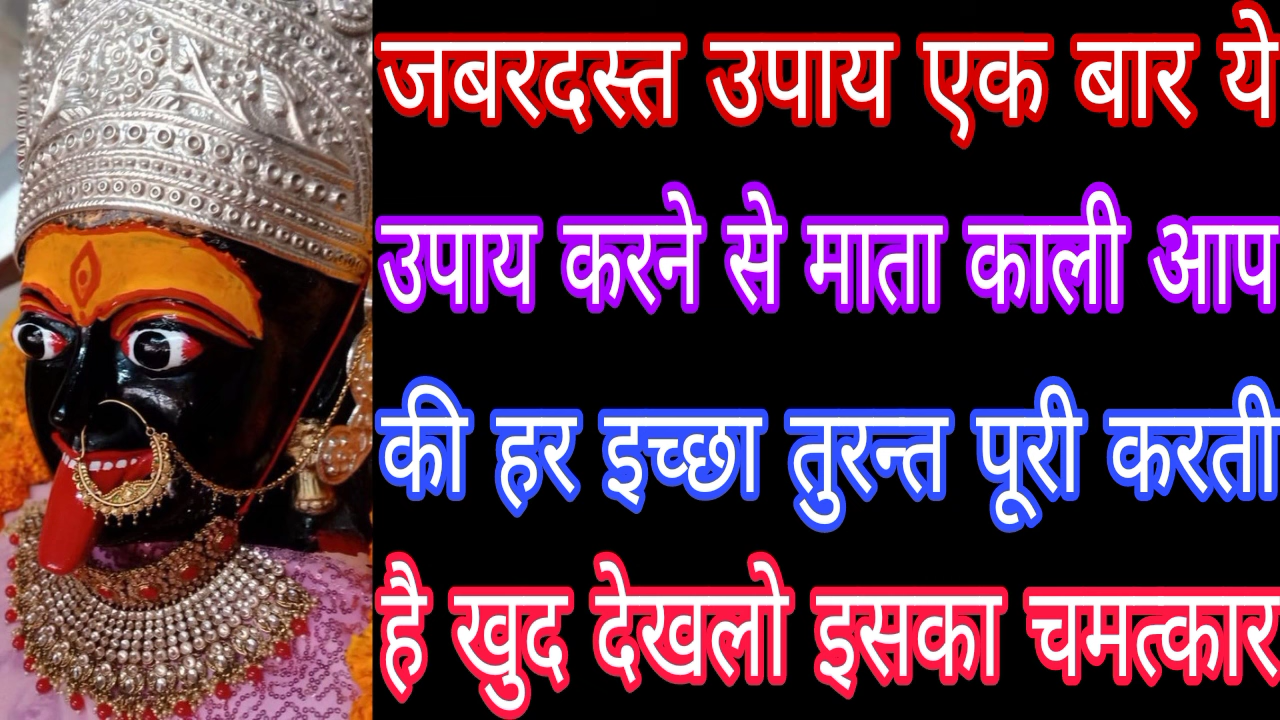 जबरदस्त उपाय एक बार ये
उपाय करने से माता काली आप
की हर इच्छा तुरन्त पूरी करती
है खुद देखलो इसका चमत्कार